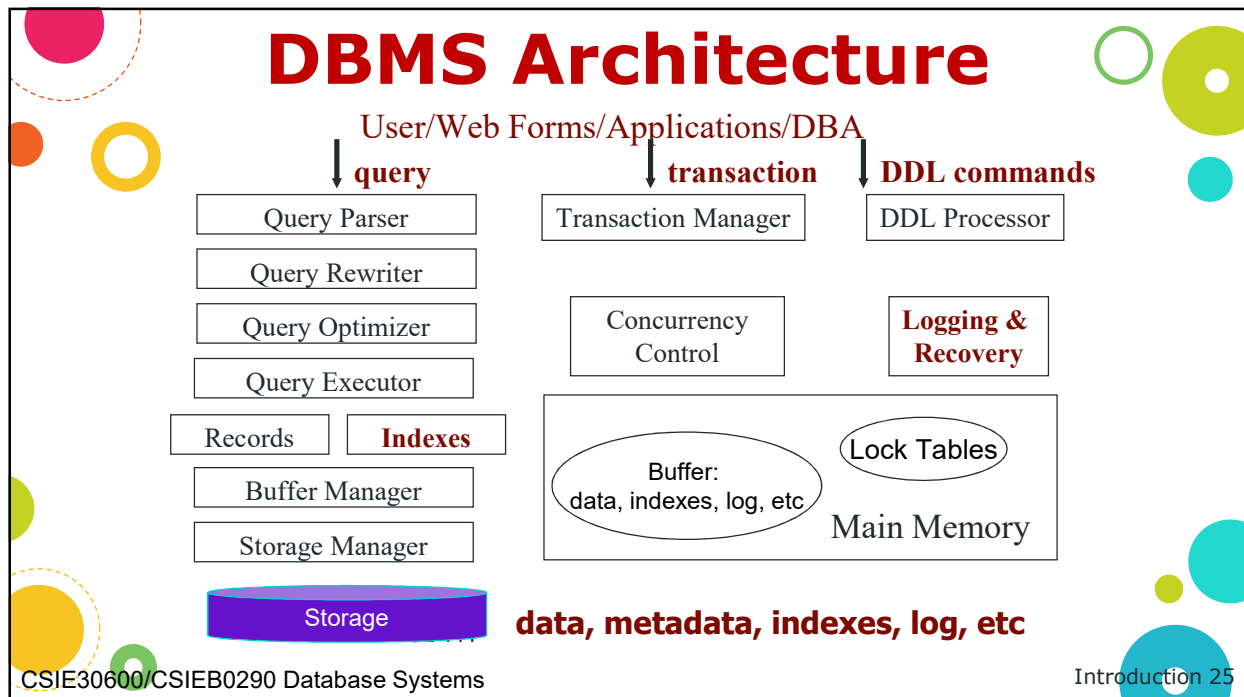 DBMS Architecture
User/Web Forms/Applications/DBA
query
transaction
DDL commands
Query Parser
Transaction Manager
DDL Processor
Query Rewriter
Query Optimizer
Concurrency
Control
Logging &
Recovery
Query Executor
Records
Indexes
Buffer:
data, indexes, log, etc
Lock Tables
Main Memory
Buffer Manager
Storage Manager
Storage
data, metadata, indexes, log, etc
CSIE30600/CSIEB0290 Database Systems
Introduction 25